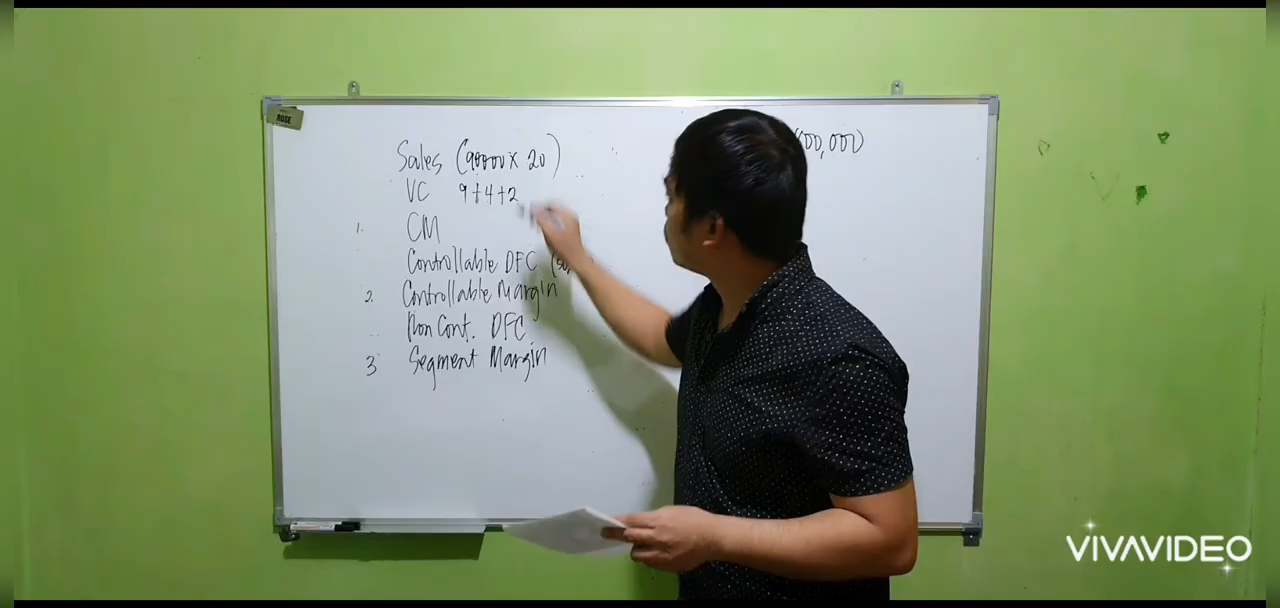 ROSE
Sales (90000 x 20)
VC 9+4+2
1. CM
Controllable DFC
2. Controllable Margin
Non Cont. DFC
3 Segment Margin
00,000)
VIVAVIDEO